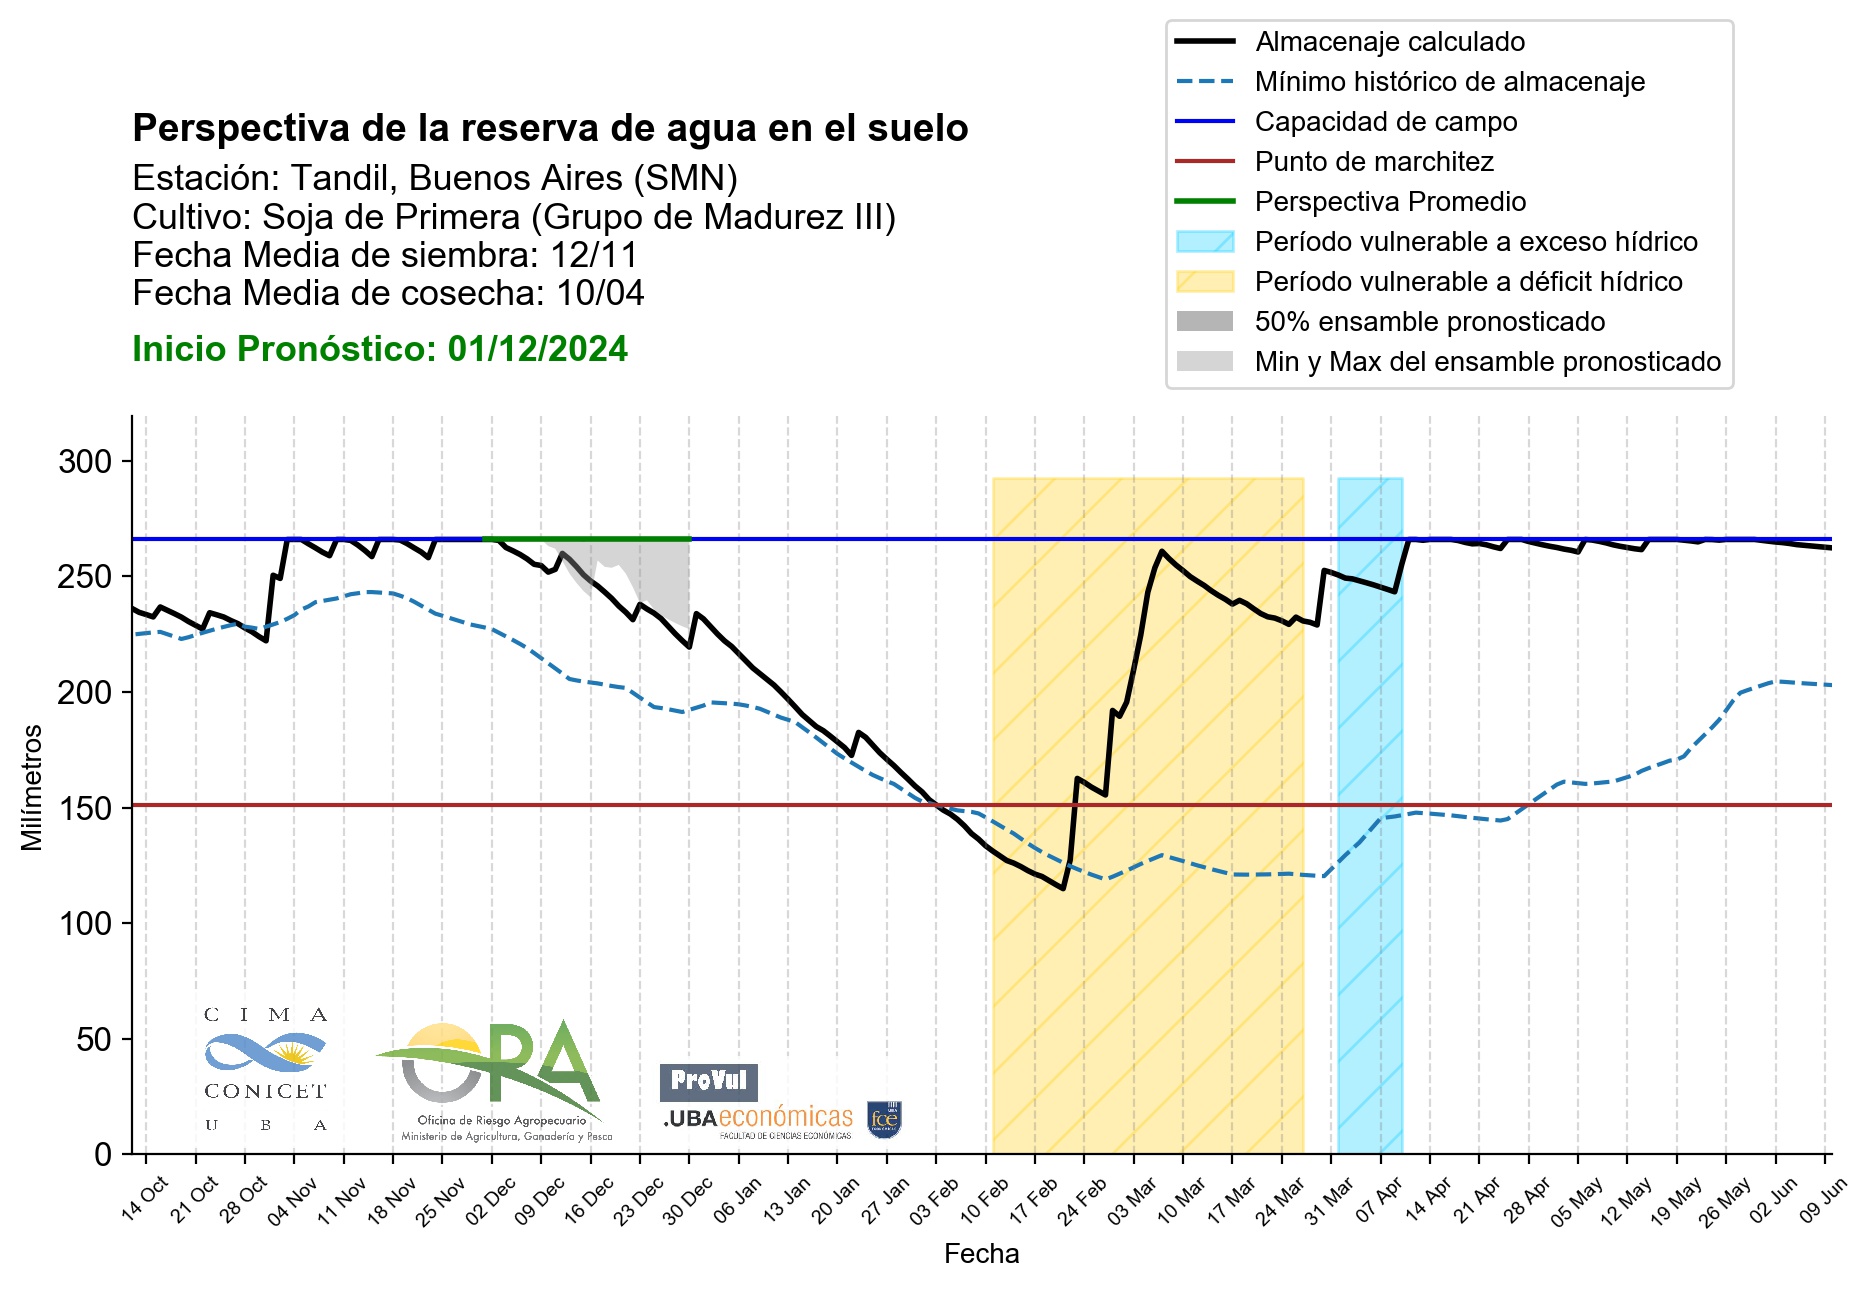 Almacenaje calculado
Mínimo histórico de almacenaje
Capacidad de campo
Punto de marchitez
Perspectiva Promedio
Período vulnerable a exceso hídrico
Período vulnerable a déficit hídrico
50% ensamble pronosticado
Min y Max del ensamble pronosticado
Perspectiva de la reserva de agua en el suelo
Estación: Tandil, Buenos Aires (SMN)
Cultivo: Soja de Primera (Grupo de Madurez III)
Fecha Media de siembra: 12/11
Fecha Media de cosecha: 10/04
Inicio Pronóstico: 01/12/2024
300
250
200
150
100
50
0
Milímetros
C I M A
CONICET
U B A
ORA
Oficina de Riesgo Agropecuario
Ministerio de Agricultura, Ganadería y Pesca
ProVul
.UBAeconómicas
FACULTAD DE CIENCIAS ECONÓMICAS
UBA
fce
ECONÓMICAS
14 Oct
21 Oct
28 Oct
04 Nov
11 Nov
18 Nov
25 Nov
02 Dec
09 Dec
16 Dec
23 Dec
30 Dec
06 Jan
13 Jan
20 Jan
27 Jan
03 Feb
10 Feb
17 Feb
24 Feb
03 Mar
10 Mar
17 Mar
24 Mar
31 Mar
07 Apr
14 Apr
21 Apr
28 Apr
05 May
12 May
19 May
26 May
02 Jun
09 Jun
Fecha